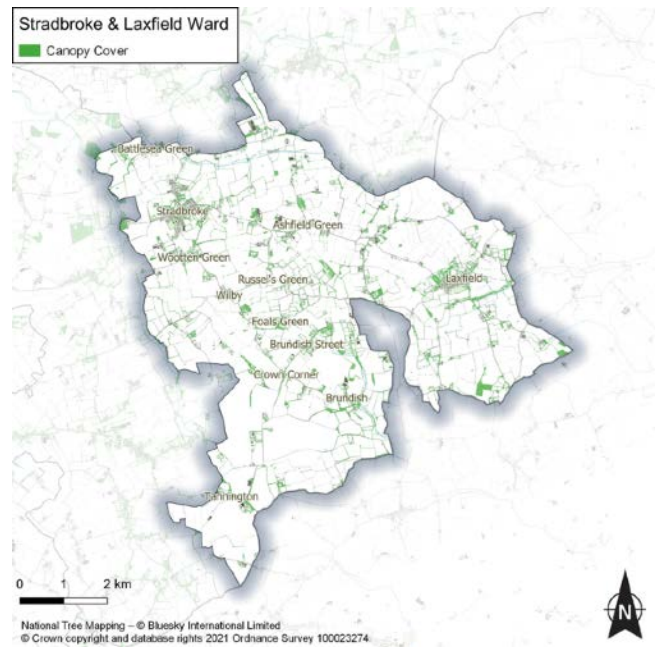 Stradbroke & Laxfield Ward
Canopy Cover
Battlesea Green
Stradbroke
Ashfield Green
Wootten Green
Russel's Green
Laxfield
Wilby
Foals Green
Brundish Street
Crown Corner
Brundish
Tannington
0 1 2 km
N
National Tree Mapping – © Bluesky International Limited
© Crown copyright and database rights 2021 Ordnance Survey 100023274